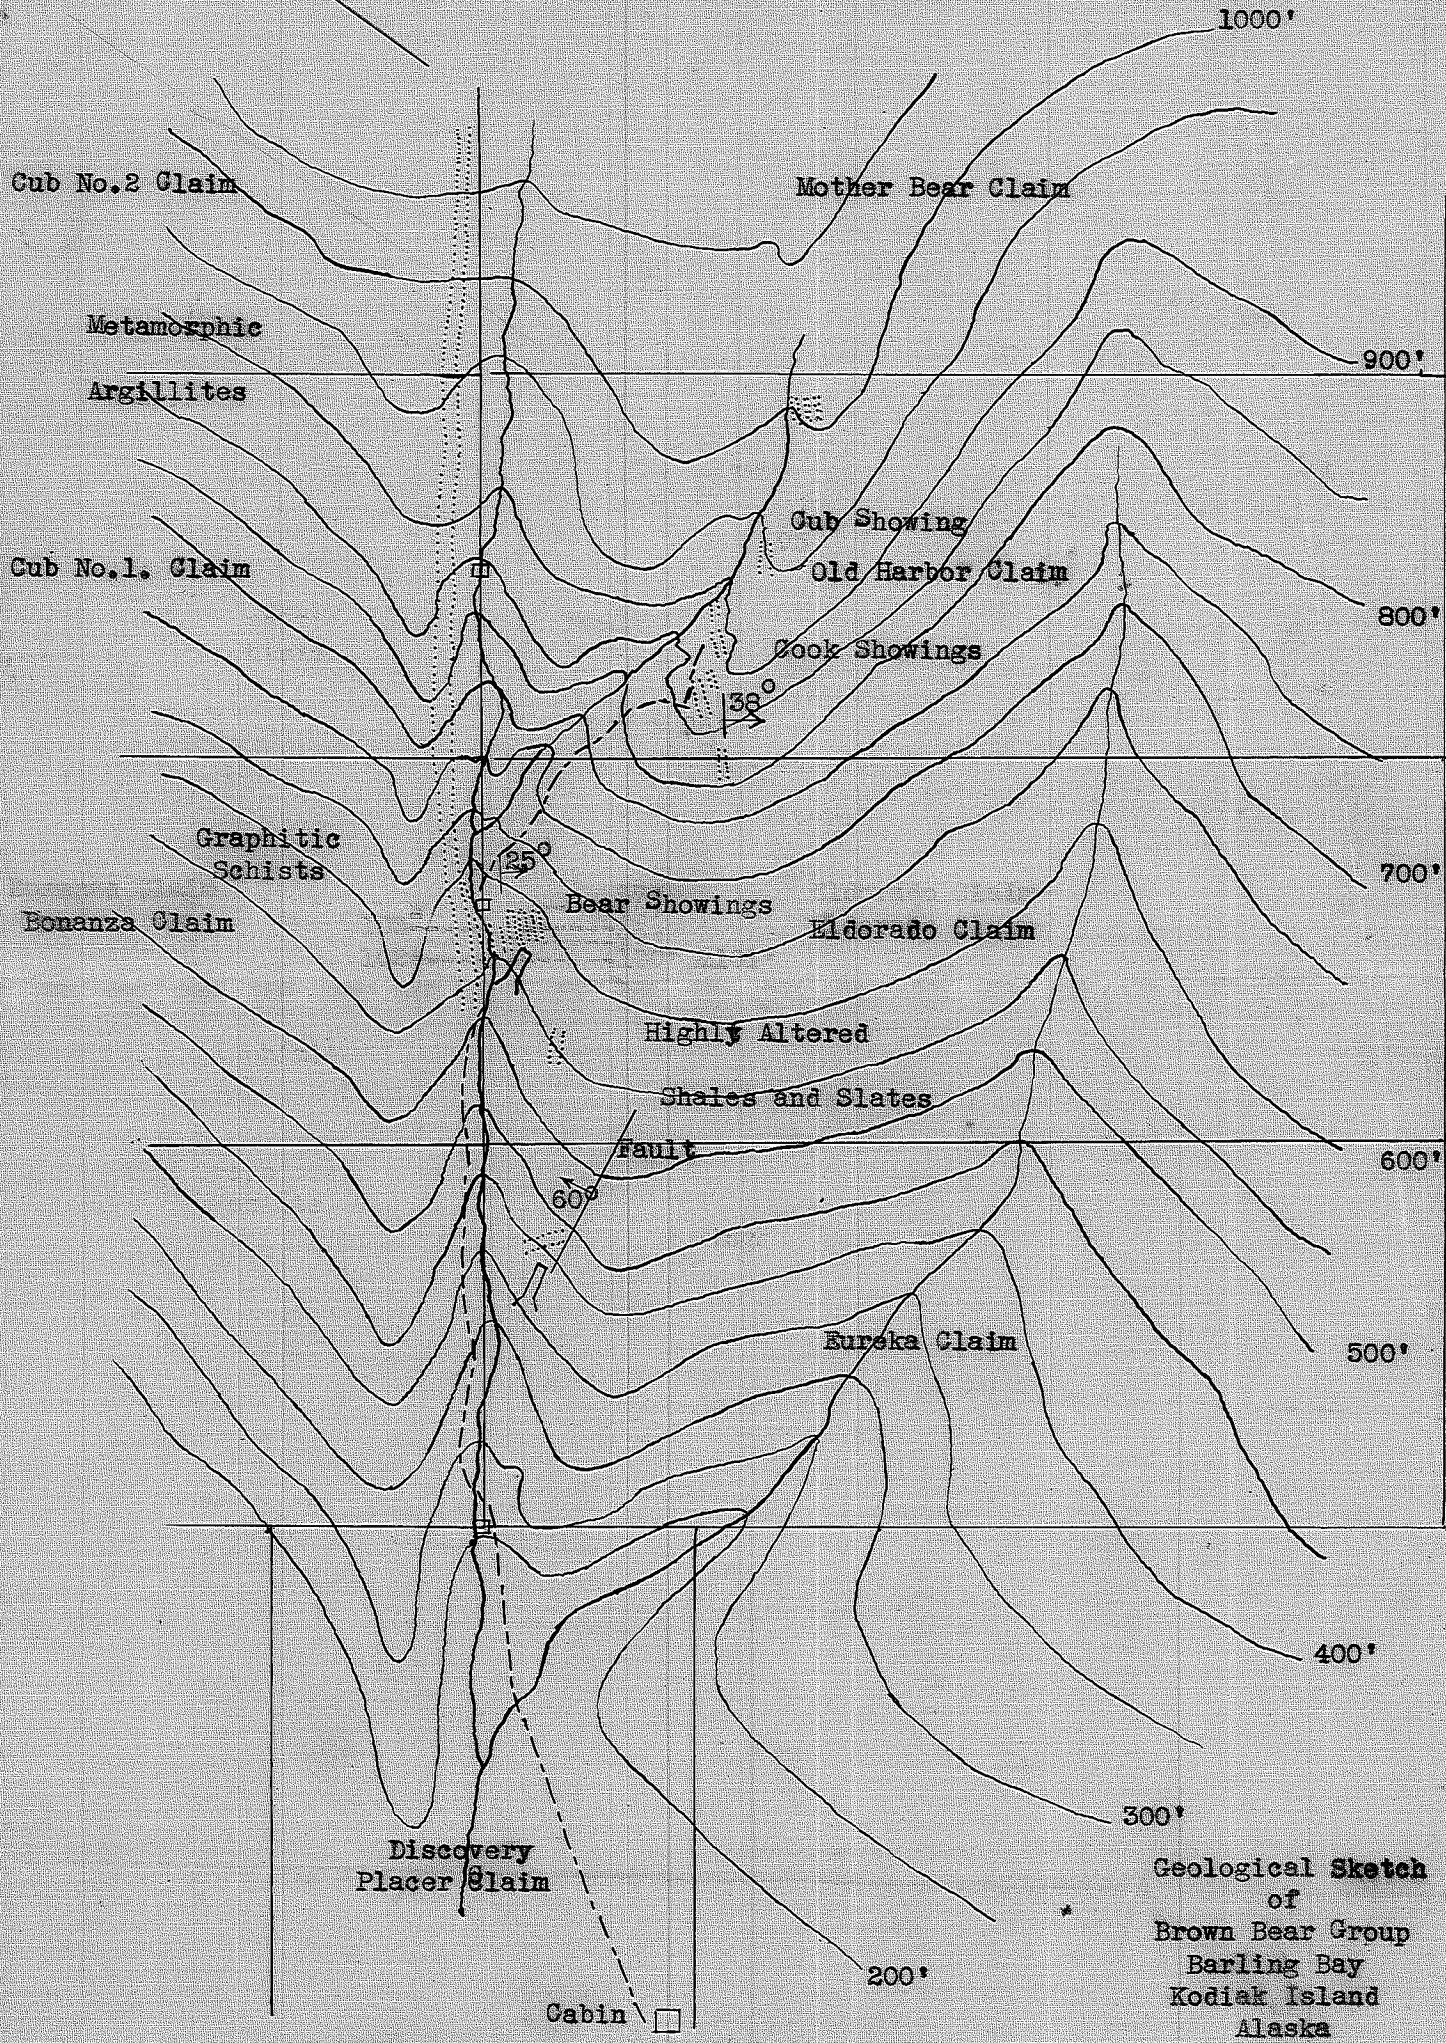 1000'
Cub No.2 Claim
Mother Bear Claim
Metamorphic
900'
Argillites
Cub Showing
Cub No.1. Claim
Old Harbor Claim
800'
Cook Showings
38°
Graphitic
Schists
25°
700'
Bear Showings
Bonanza Claim
Eldorado Claim
Highly Altered
Shales and Slates
Fault
600'
60°
Eureka Claim
500'
400'
300'
Discovery
Placer Claim
200'
Cabin
Geological Sketch
of
Brown Bear Group
Barling Bay
Kodiak Island
Alaska